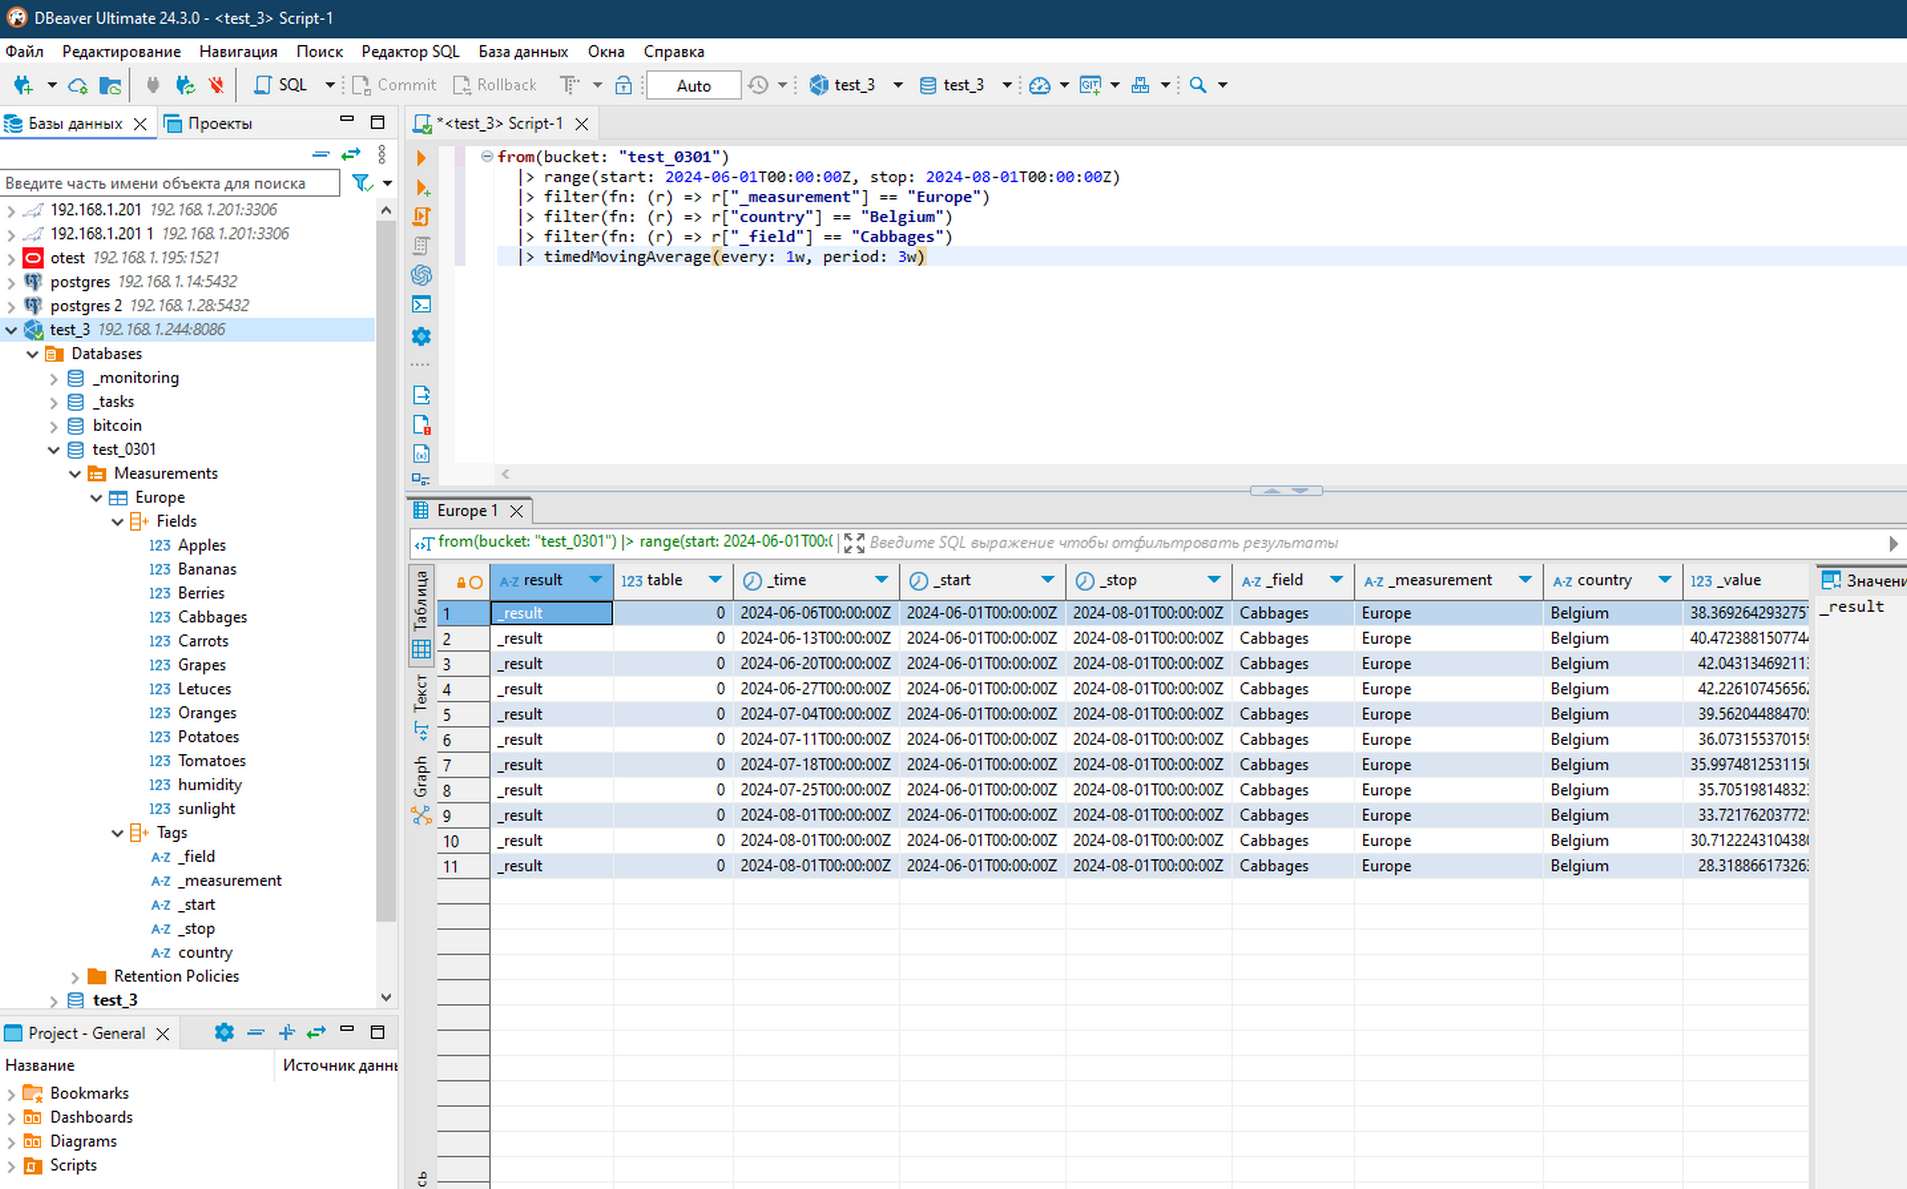 DBeaver Ultimate 24.3.0 - <test_3> Script-1
Файл Редактирование Навигация Поиск Редактор SQL База данных Окна Справка
SQL Commit Rollback Auto test_3 test_3
Базы данных Проекты
Введите часть имени объекта для поиска
192.168.1.201 192.168.1.201:3306
192.168.1.201 1 192.168.1.201:3306
otest 192.168.1.195:1521
postgres 192.168.1.14:5432
postgres 2 192.168.1.28:5432
test_3 192.168.1.244:8086
Databases
_monitoring
_tasks
bitcoin
test_0301
Measurements
Europe
Fields
123 Apples
123 Bananas
123 Berries
123 Cabbages
123 Carrots
123 Grapes
123 Letuces
123 Oranges
123 Potatoes
123 Tomatoes
123 humidity
123 sunlight
Tags
A-Z _field
A-Z _measurement
A-Z _start
A-Z _stop
A-Z country
Retention Policies
test_3
Project - General
Название Источник данны
Bookmarks
Dashboards
Diagrams
Scripts
*<test_3> Script-1
from(bucket: "test_0301")
|> range(start: 2024-06-01T00:00:00Z, stop: 2024-08-01T00:00:00Z)
|> filter(fn: (r) => r["_measurement"] == "Europe")
|> filter(fn: (r) => r["country"] == "Belgium")
|> filter(fn: (r) => r["_field"] == "Cabbages")
|> timedMovingAverage(every: 1w, period: 3w)
Europe 1
from(bucket: "test_0301") |> range(start: 2024-06-01T00:( Введите SQL выражение чтобы отфильтровать результаты
Таблица
Текст
Graph
сь
A-Z result 123 table _time _start _stop A-Z _field A-Z _measurement A-Z country 123 _value
1 _result 0 2024-06-06T00:00:00Z 2024-06-01T00:00:00Z 2024-08-01T00:00:00Z Cabbages Europe Belgium 38.3692642932757
2 _result 0 2024-06-13T00:00:00Z 2024-06-01T00:00:00Z 2024-08-01T00:00:00Z Cabbages Europe Belgium 40.4723881507744
3 _result 0 2024-06-20T00:00:00Z 2024-06-01T00:00:00Z 2024-08-01T00:00:00Z Cabbages Europe Belgium 42.04313469211
4 _result 0 2024-06-27T00:00:00Z 2024-06-01T00:00:00Z 2024-08-01T00:00:00Z Cabbages Europe Belgium 42.22610745656
5 _result 0 2024-07-04T00:00:00Z 2024-06-01T00:00:00Z 2024-08-01T00:00:00Z Cabbages Europe Belgium 39.56204488470
6 _result 0 2024-07-11T00:00:00Z 2024-06-01T00:00:00Z 2024-08-01T00:00:00Z Cabbages Europe Belgium 36.07315537015
7 _result 0 2024-07-18T00:00:00Z 2024-06-01T00:00:00Z 2024-08-01T00:00:00Z Cabbages Europe Belgium 35.997481253115
8 _result 0 2024-07-25T00:00:00Z 2024-06-01T00:00:00Z 2024-08-01T00:00:00Z Cabbages Europe Belgium 35.70519814832
9 _result 0 2024-08-01T00:00:00Z 2024-06-01T00:00:00Z 2024-08-01T00:00:00Z Cabbages Europe Belgium 33.72176203772
10 _result 0 2024-08-01T00:00:00Z 2024-06-01T00:00:00Z 2024-08-01T00:00:00Z Cabbages Europe Belgium 30.712224310438
11 _result 0 2024-08-01T00:00:00Z 2024-06-01T00:00:00Z 2024-08-01T00:00:00Z Cabbages Europe Belgium 28.31886617326
Значени
_result